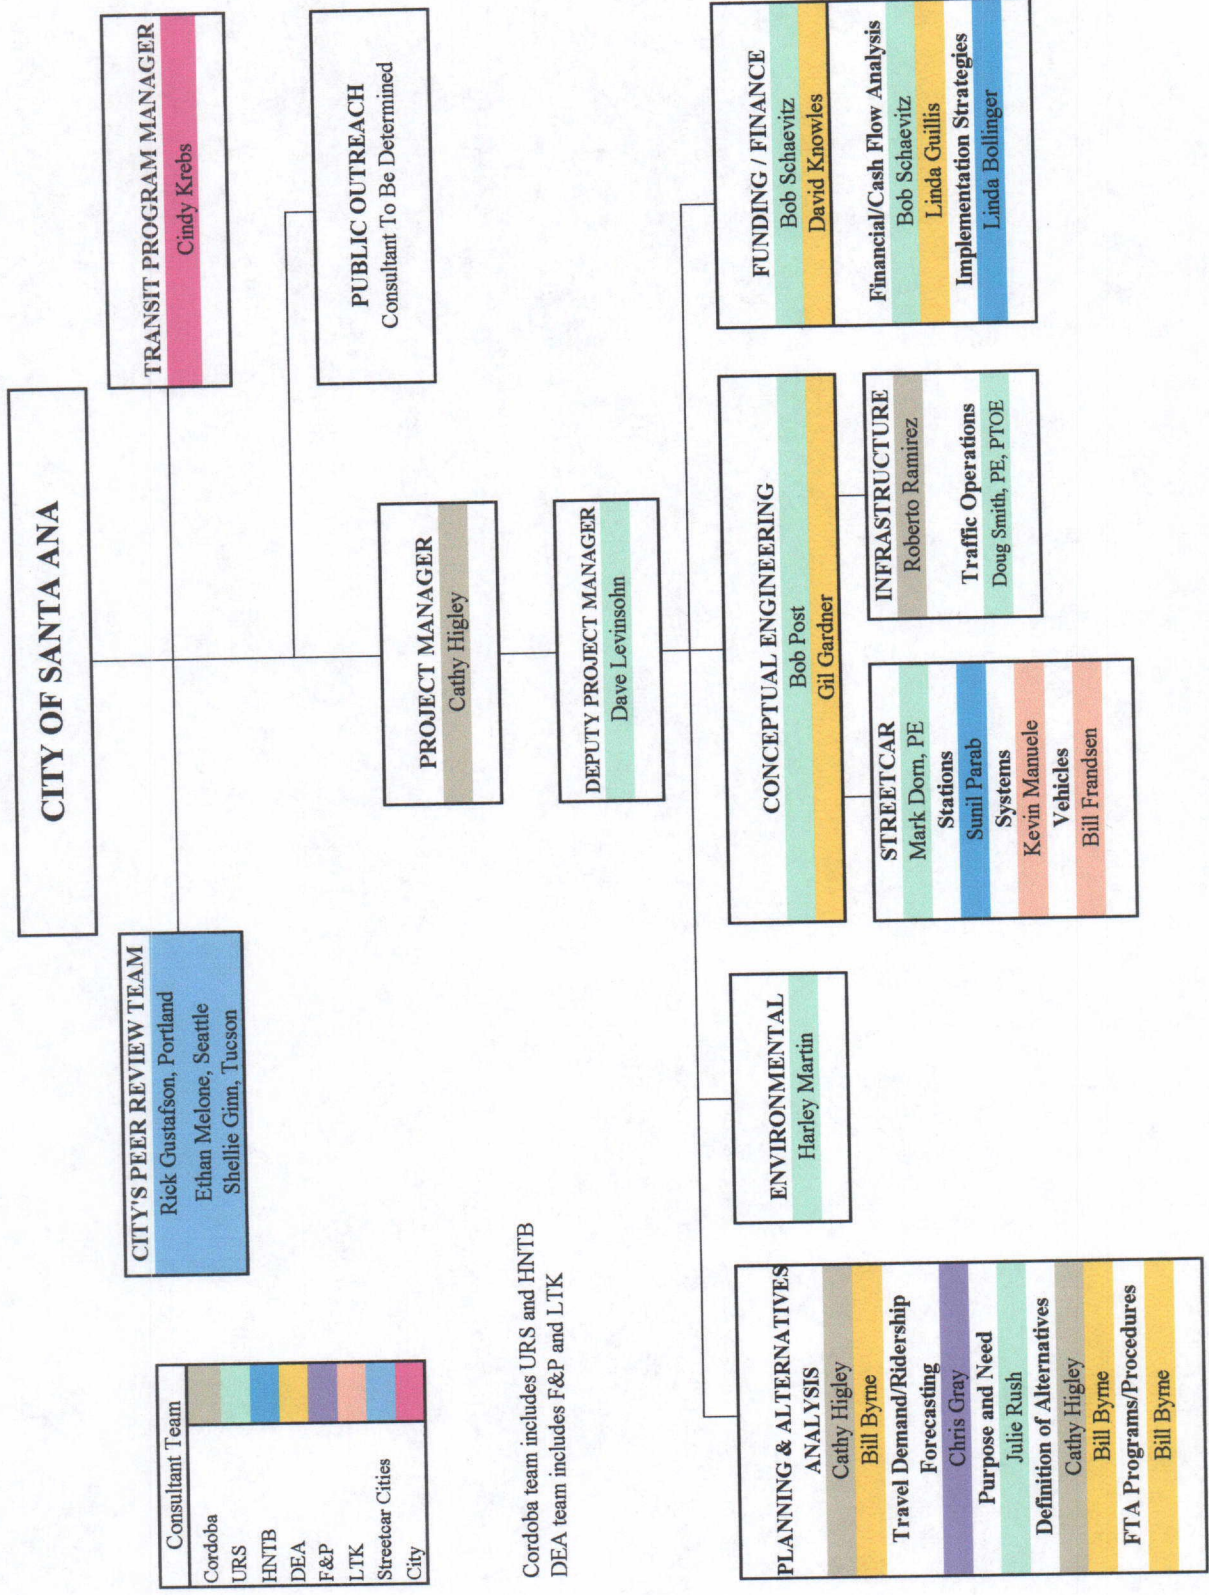 CITY OF SANTA ANA
CITY'S PEER REVIEW TEAM
Rick Gustafson, Portland
Ethan Melone, Seattle
Shellie Ginn, Tucson
TRANSIT PROGRAM MANAGER
Cindy Krebs
Consultant Team
Cordoba
URS
HNTB
DEA
F&P
LTK
Streetcar Cities
City
PUBLIC OUTREACH
Consultant To Be Determined
PROJECT MANAGER
Cathy Higley
Cordoba team includes URS and HNTB
DEA team includes F&P and LTK
DEPUTY PROJECT MANAGER
Dave Levinsohn
PLANNING & ALTERNATIVES
ANALYSIS
Cathy Higley
Bill Byrne
Travel Demand/Ridership
Forecasting
Chris Gray
Purpose and Need
Julie Rush
Definition of Alternatives
Cathy Higley
Bill Byrne
FTA Programs/Procedures
Bill Byrne
ENVIRONMENTAL
Harley Martin
CONCEPTUAL ENGINEERING
Bob Post
Gil Gardner
STREETCAR
Mark Dorn, PE
Stations
Sunil Parab
Systems
Kevin Manuele
Vehicles
Bill Frandsen
INFRASTRUCTURE
Roberto Ramirez
Traffic Operations
Doug Smith, PE, PTOE
FUNDING / FINANCE
Bob Schaevitz
David Knowles
Financial/Cash Flow Analysis
Bob Schaevitz
Linda Guillis
Implementation Strategies
Linda Bollinger